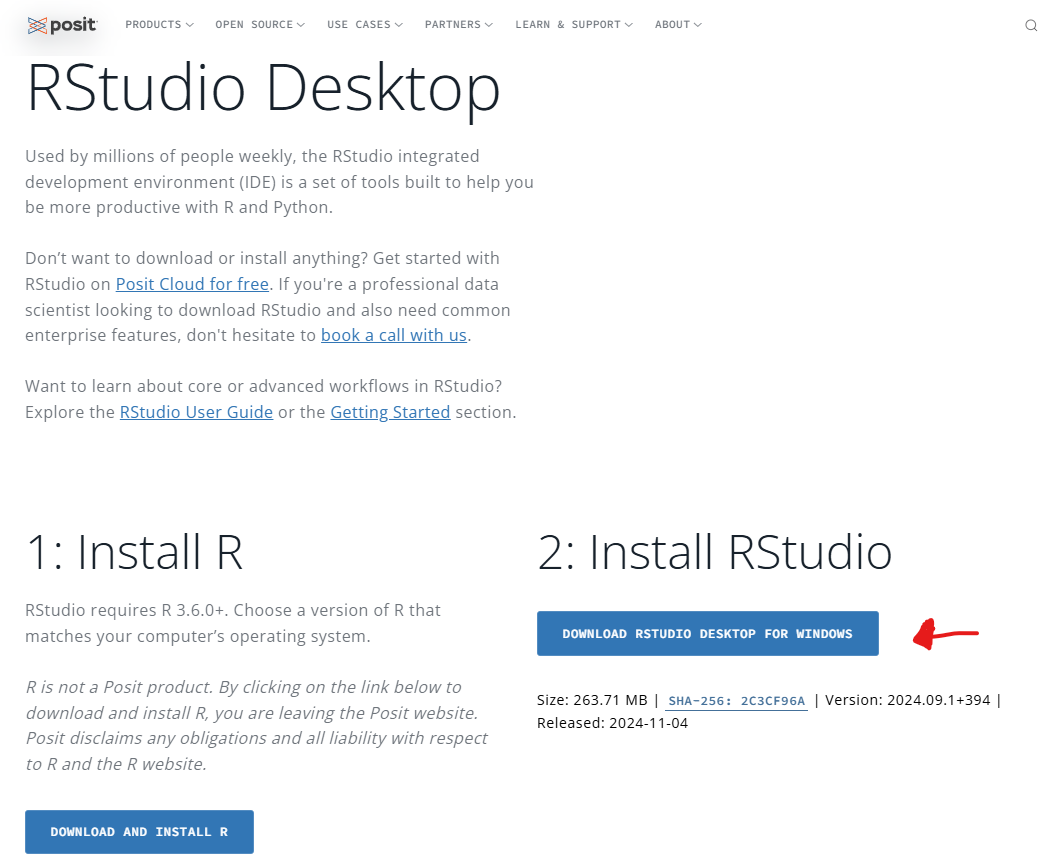 posit PRODUCTS OPEN SOURCE USE CASES PARTNERS LEARN & SUPPORT ABOUT
RStudio Desktop
Used by millions of people weekly, the RStudio integrated
development environment (IDE) is a set of tools built to help you
be more productive with R and Python.
Don’t want to download or install anything? Get started with
RStudio on Posit Cloud for free. If you're a professional data
scientist looking to download RStudio and also need common
enterprise features, don't hesitate to book a call with us.
Want to learn about core or advanced workflows in RStudio?
Explore the RStudio User Guide or the Getting Started section.
1: Install R
RStudio requires R 3.6.0+. Choose a version of R that
matches your computer’s operating system.
R is not a Posit product. By clicking on the link below to
download and install R, you are leaving the Posit website.
Posit disclaims any obligations and all liability with respect
to R and the R website.
DOWNLOAD AND INSTALL R
2: Install RStudio
DOWNLOAD RSTUDIO DESKTOP FOR WINDOWS
Size: 263.71 MB | SHA-256: 2C3CF96A | Version: 2024.09.1+394 |
Released: 2024-11-04